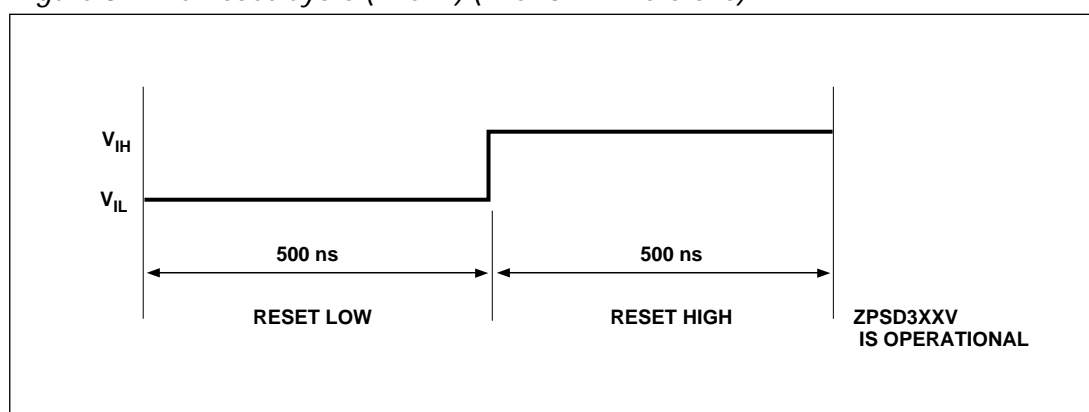 V_IH
V_IL
500 ns
500 ns
RESET LOW
RESET HIGH
ZPSD3XXV
IS OPERATIONAL